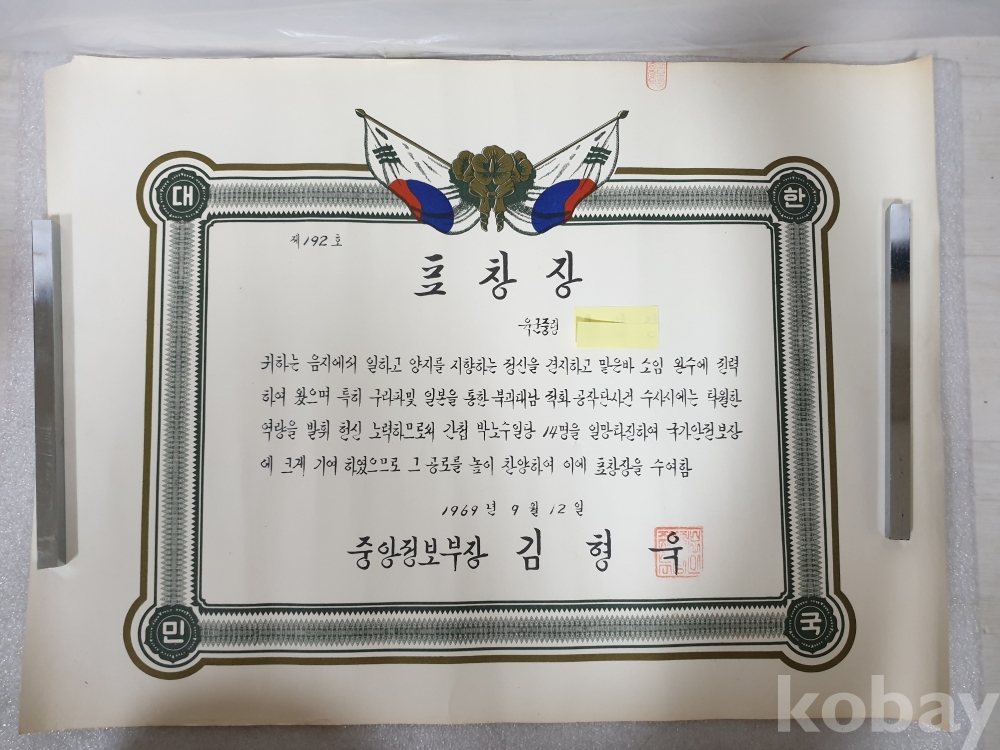 대 한
제192호
표창장
육군중령
귀하는 음지에서 일하고 양지를 지향하는 정신을 견지하고 맡은바 소임 완수에 진력
하여 왔으며 특히 구라파및 일본을 통한 북괴대남 적화 공작단사건 수사시에는 탁월한
역량을 발휘 헌신 노력하므로써 간첩 박노수일당 14명을 일망타진하여 국가안전보장
에 크게 기여 하였으므로 그 공로를 높이 찬양하여 이에 표창장을 수여함
1969년 9월 12일
중앙정보부장 김형욱
민 국
kobay